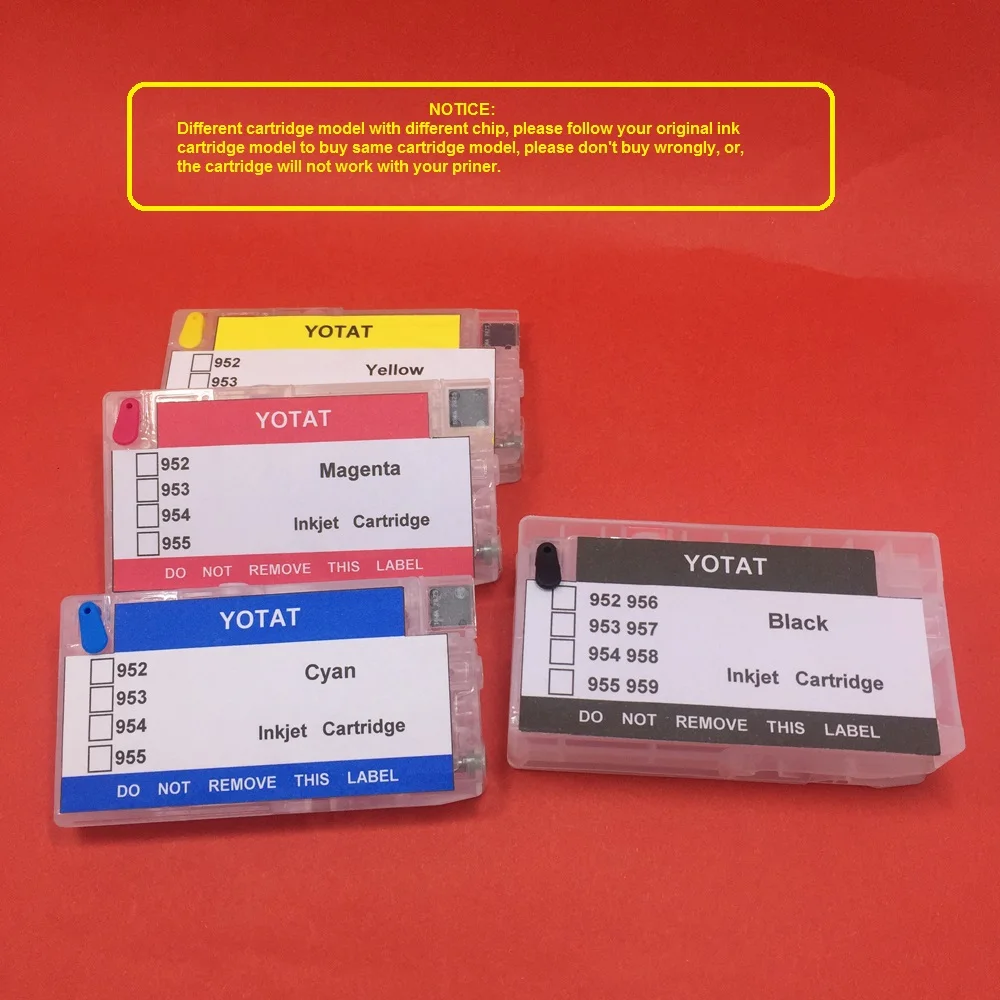 NOTICE:
Different cartridge model with different chip, please follow your original ink
cartridge model to buy same cartridge model, please don't buy wrongly, or,
the cartridge will not work with your priner.
YOTAT
952
Yellow
953
YOTAT
952
Magenta
953
954
Inkjet Cartridge
955
DO NOT REMOVE THIS LABEL
YOTAT
952
Cyan
953
954
Inkjet Cartridge
955
DO NOT REMOVE THIS LABEL
YOTAT
952 956
Black
953 957
954 958
Inkjet Cartridge
955 959
DO NOT REMOVE THIS LABEL